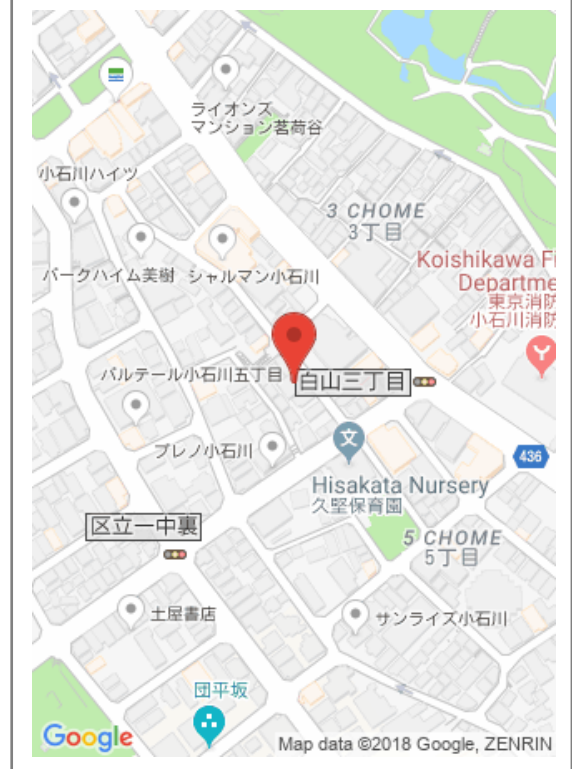 ライオンズ
マンション茗荷谷
小石川ハイツ
3 CHOME
3丁目
パークハイム美樹
シャルマン小石川
Koishikawa Fi
Departme
東京消防
小石川消防
パルテール小石川五丁目
白山三丁目
文
プレノ小石川
436
Hisakata Nursery
久堅保育園
区立一中裏
5 CHOME
5丁目
土屋書店
サンライズ小石川
団平坂
Google
Map data ©2018 Google, ZENRIN